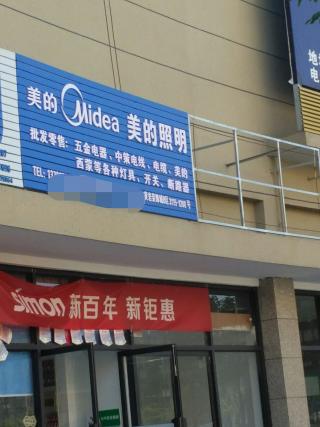 美的 Midea 美的照明
批发零售：五金电器、中策电线、电缆、美的
西蒙等各种灯具、开关、断路器
TEL:
simon 新百年 新钜惠